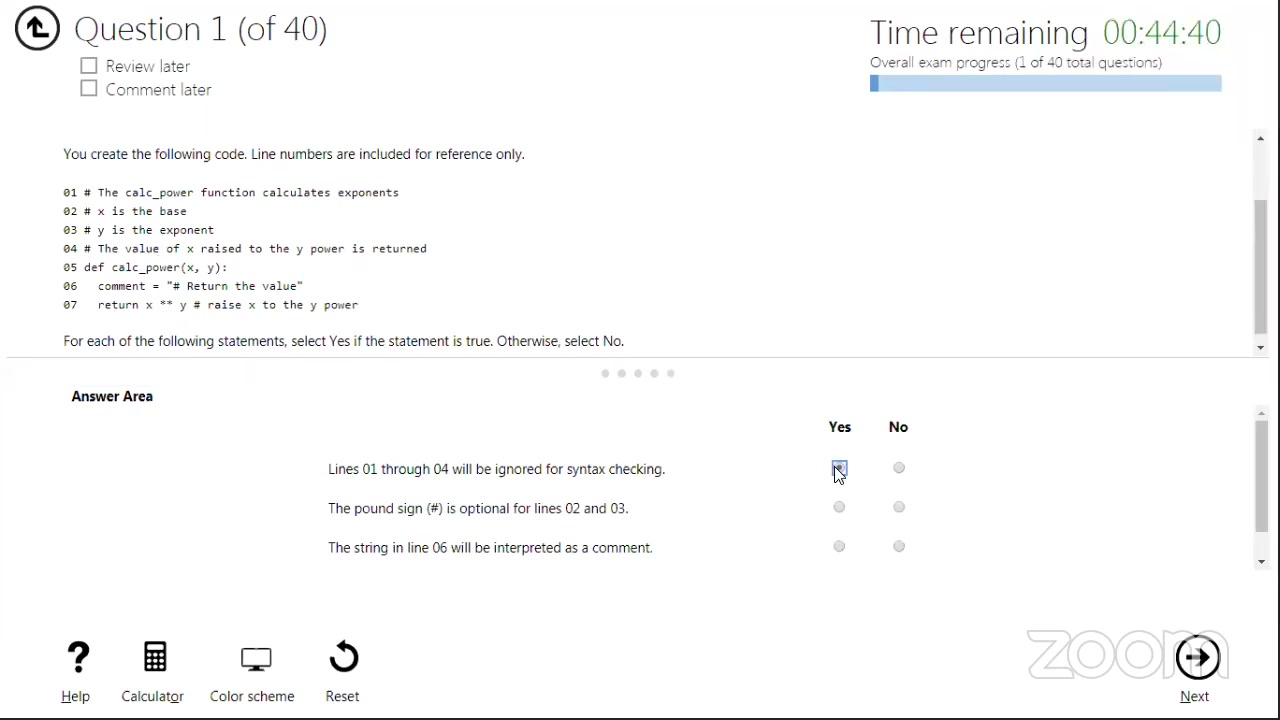 Question 1 (of 40)
Time remaining 00:44:40
Review later
Overall exam progress (1 of 40 total questions)
Comment later
You create the following code. Line numbers are included for reference only.
01 # The calc_power function calculates exponents
02 # x is the base
03 # y is the exponent
04 # The value of x raised to the y power is returned
05 def calc_power(x, y):
06   comment = "# Return the value"
07   return x ** y # raise x to the y power
For each of the following statements, select Yes if the statement is true. Otherwise, select No.
Answer Area
Yes No
Lines 01 through 04 will be ignored for syntax checking.
The pound sign (#) is optional for lines 02 and 03.
The string in line 06 will be interpreted as a comment.
zoom
Help Calculator Color scheme Reset Next